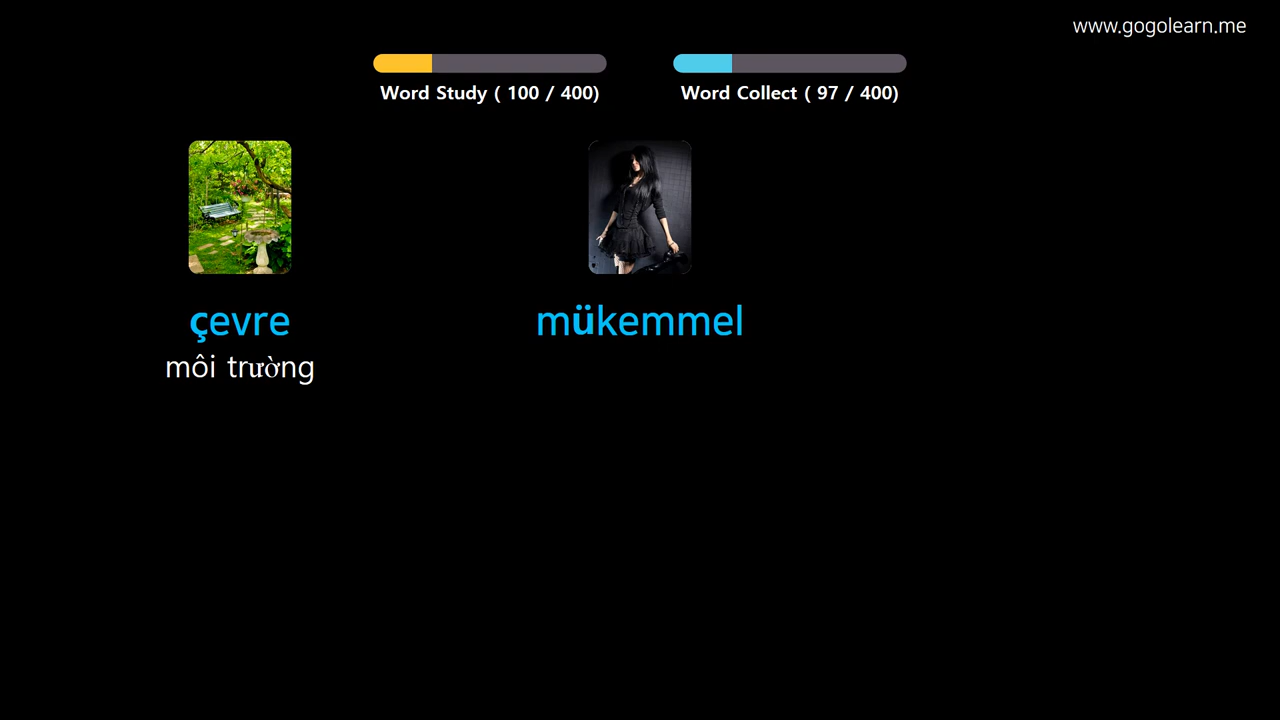 www.gogolearn.me
Word Study ( 100 / 400)
Word Collect ( 97 / 400)
çevre
mükemmel
môi trường